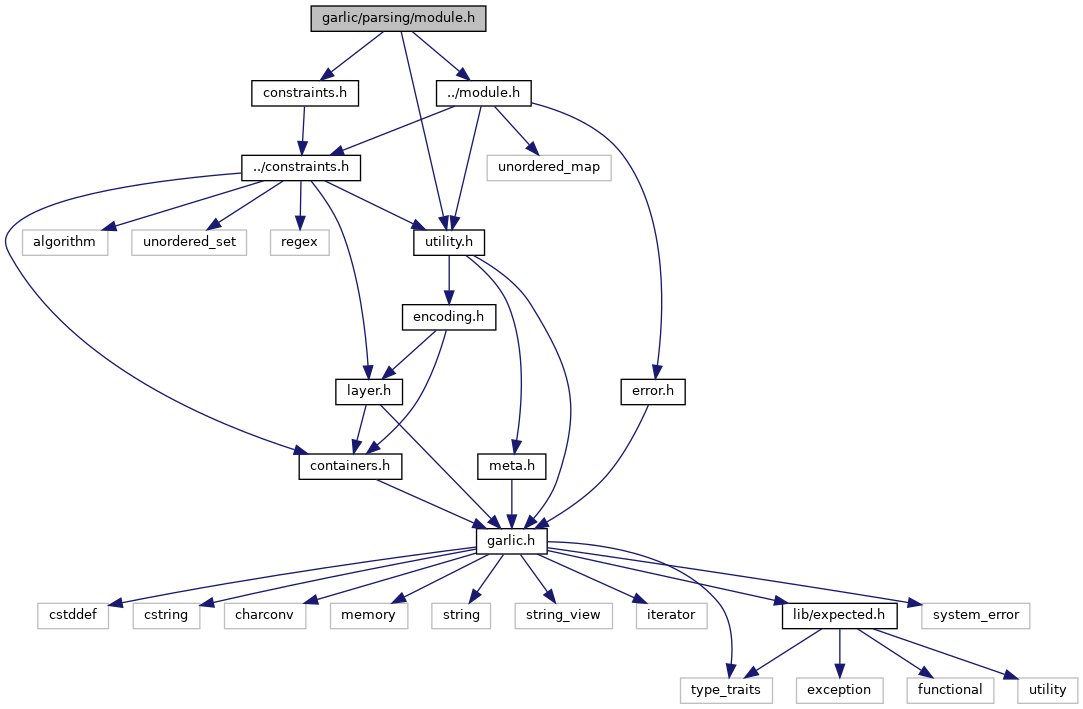 garlic/parsing/module.h
constraints.h
../module.h
../constraints.h
unordered_map
algorithm
unordered_set
regex
utility.h
encoding.h
layer.h
error.h
containers.h
meta.h
garlic.h
cstddef
cstring
charconv
memory
string
string_view
iterator
lib/expected.h
system_error
type_traits
exception
functional
utility